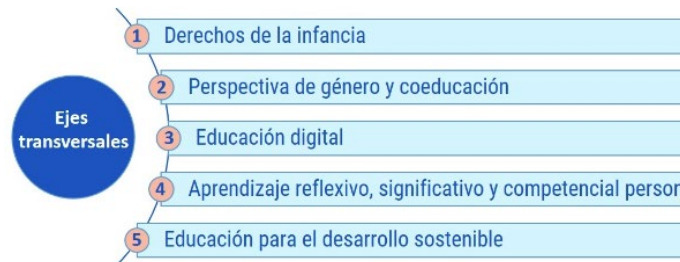 Ejes
transversales
1 Derechos de la infancia
2 Perspectiva de género y coeducación
3 Educación digital
4 Aprendizaje reflexivo, significativo y competencial person
5 Educación para el desarrollo sostenible